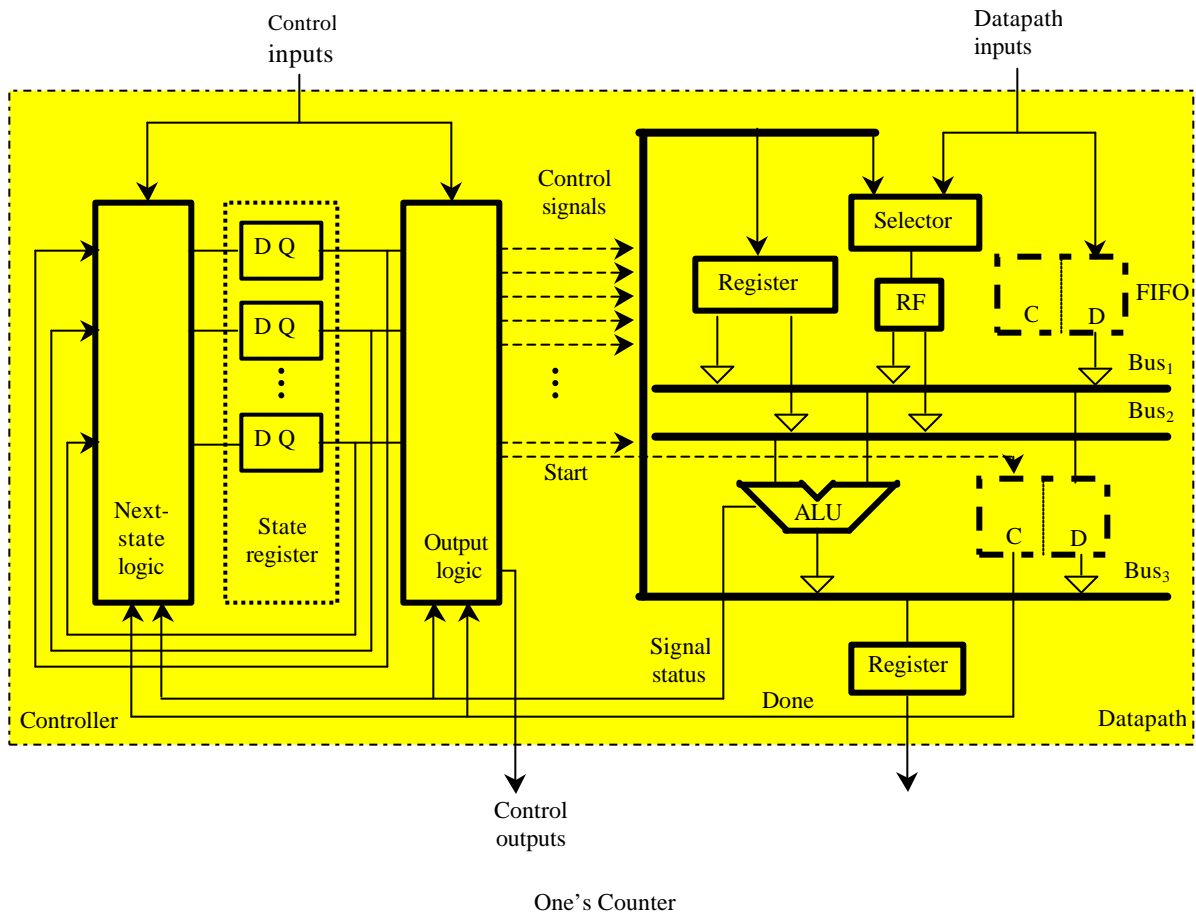 Control
inputs
Datapath
inputs
Control
signals
Selector
D Q
Register
RF
FIFO
C
D
D Q
Bus1
Bus2
D Q
Start
Next-
state
logic
State
register
Output
logic
ALU
C
D
Bus3
Signal
status
Register
Done
Controller
Datapath
Control
outputs
One's Counter